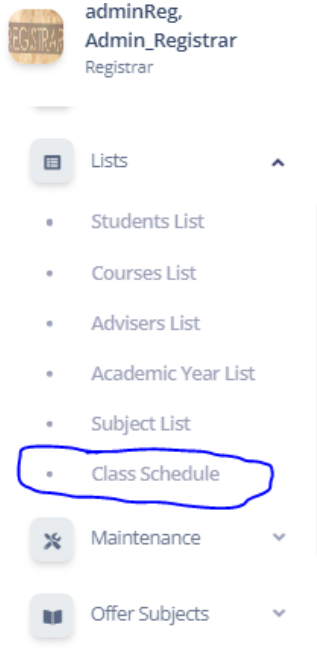 REGISTRAR
adminReg,
Admin_Registrar
Registrar
Lists
Students List
Courses List
Advisers List
Academic Year List
Subject List
Class Schedule
Maintenance
Offer Subjects